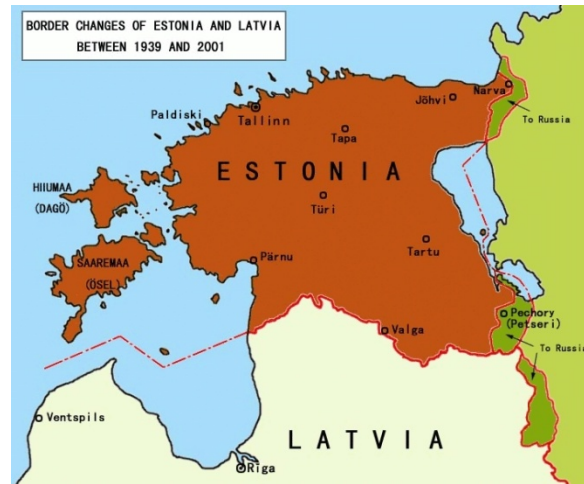 BORDER CHANGES OF ESTONIA AND LATVIA
BETWEEN 1939 AND 2001
Narva
Jõhvi
To Russia
Paldiski
Tallinn
Tapa
ESTONIA
HIIUMAA
(DAGÖ)
Türi
Tartu
SAAREMAA
(ÖSEL)
Pärnu
Pechory
(Petseri)
Valga
To Russia
Ventspils
LATVIA
Rīga